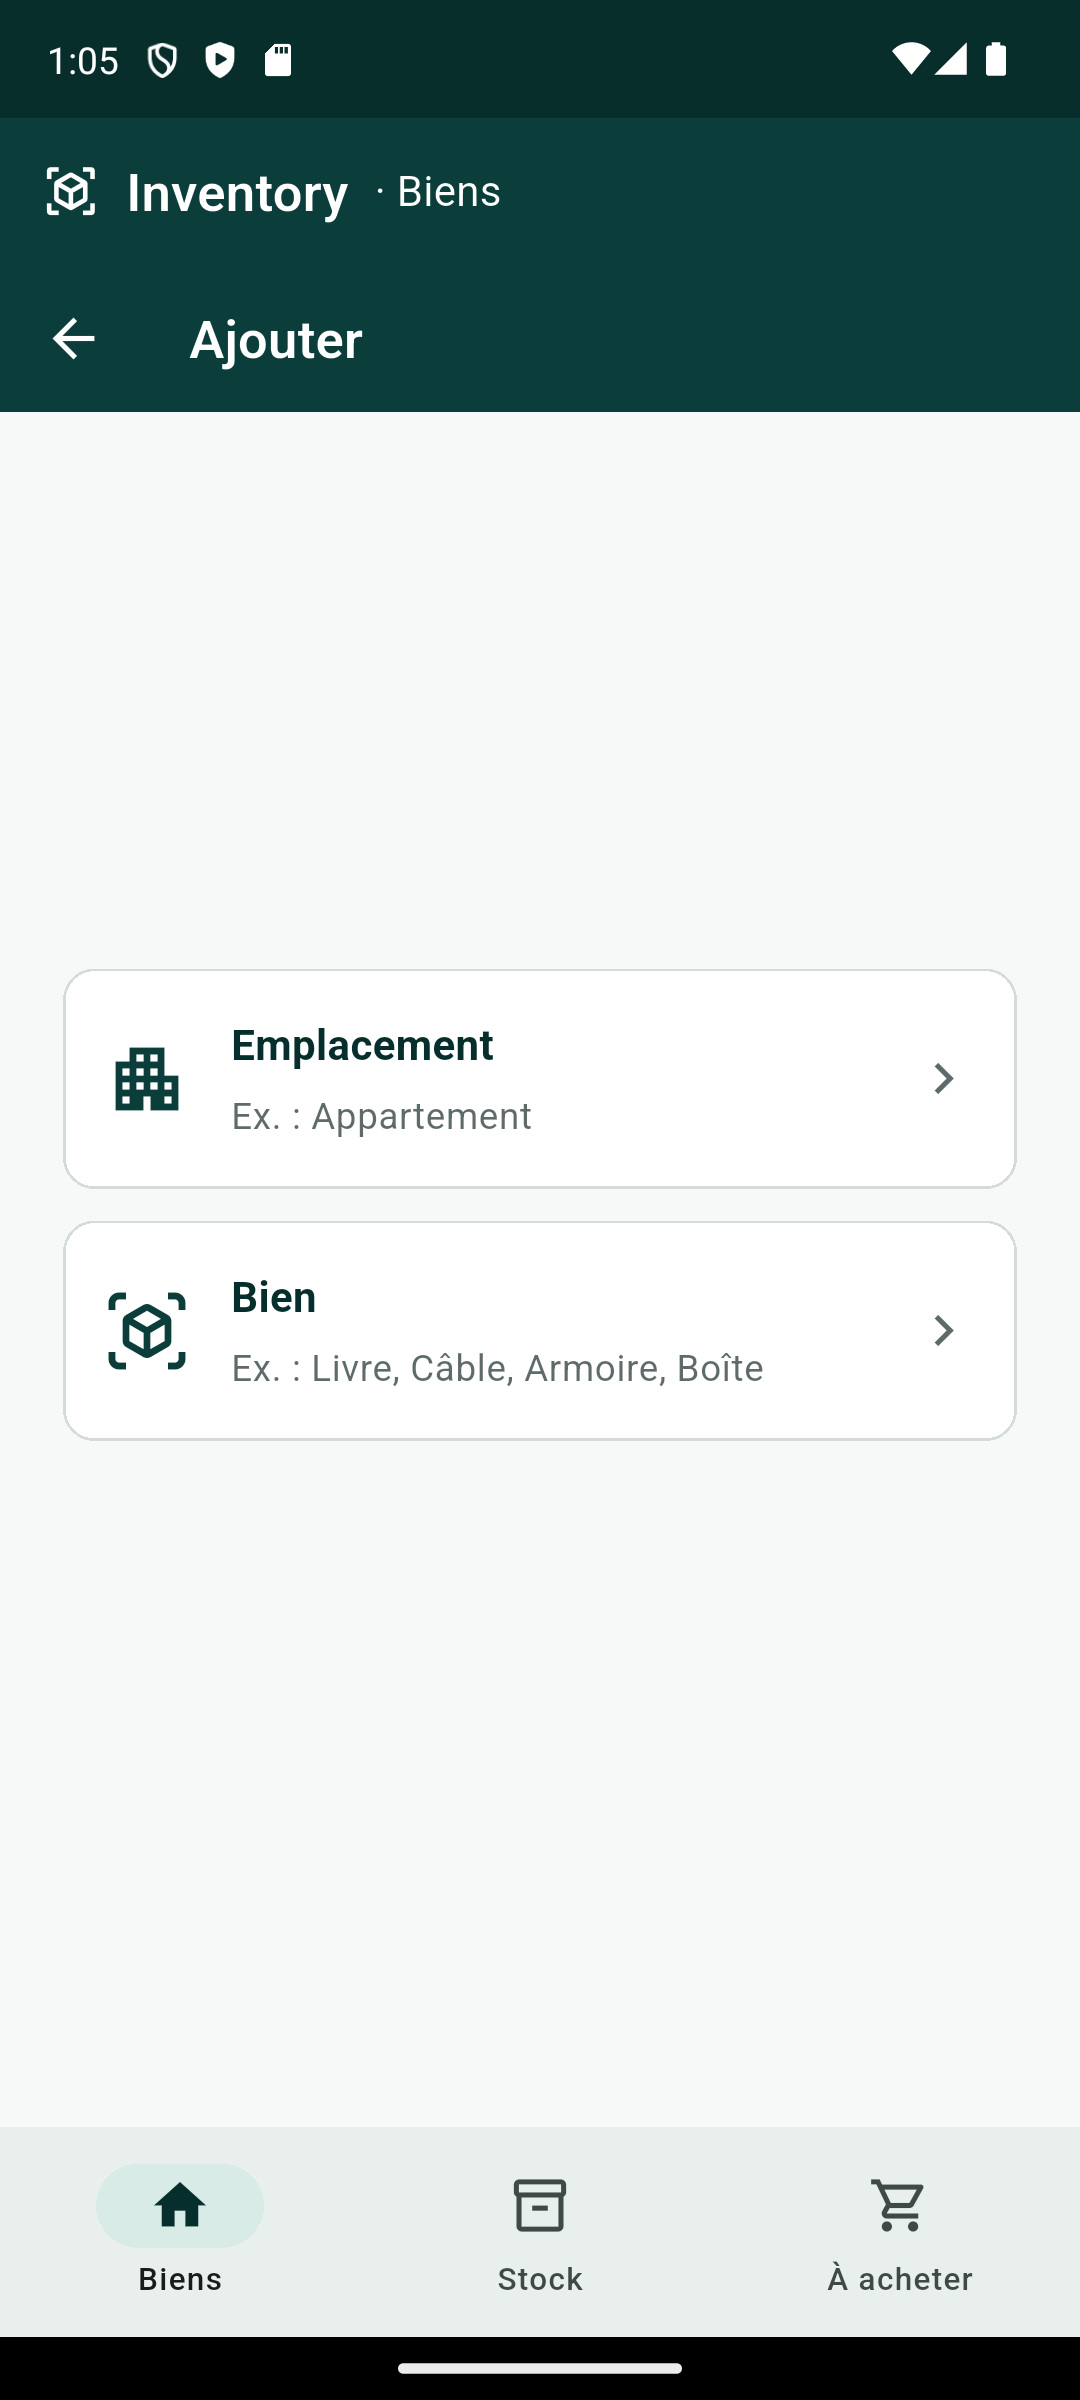 1:05
Inventory · Biens
Ajouter
Emplacement
Ex. : Appartement
Bien
Ex. : Livre, Câble, Armoire, Boîte
Biens
Stock
À acheter